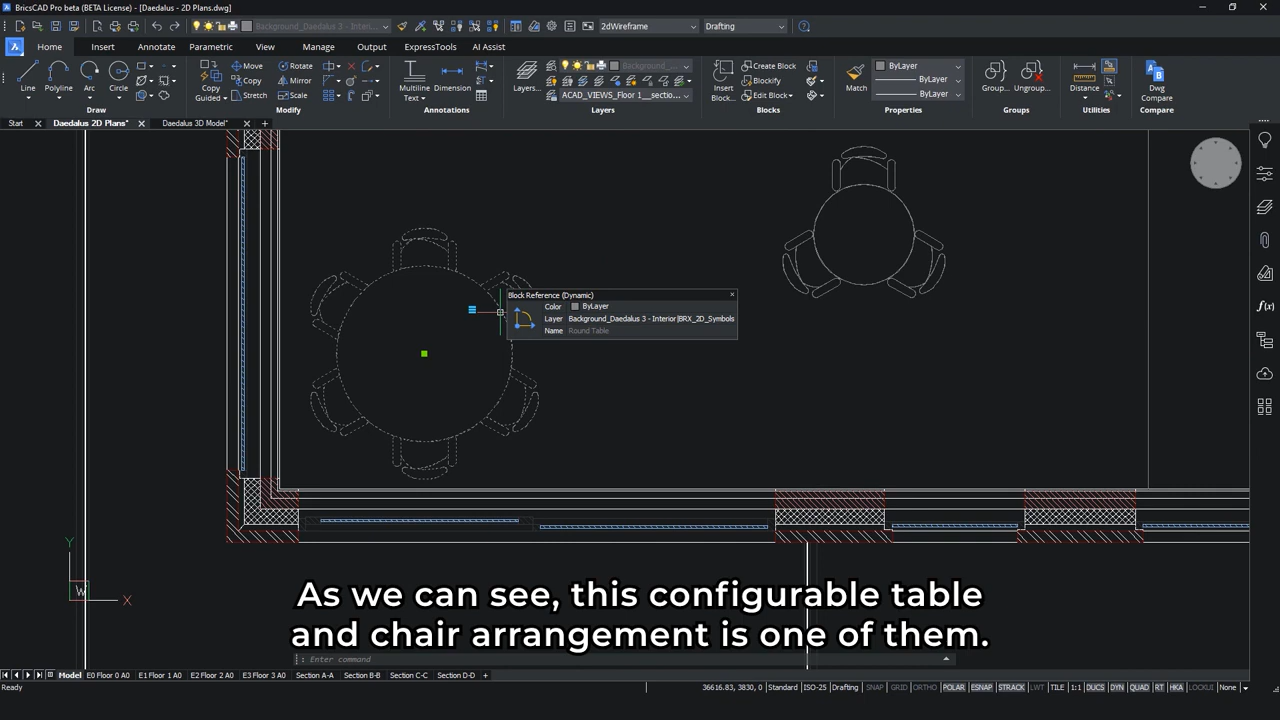 BricsCAD Pro beta (BETA License) - [Daedalus - 2D Plans.dwg]
Background_Daedalus 3 - Interi...
2dWireframe
Drafting
Home Insert Annotate Parametric View Manage Output ExpressTools AI Assist
Line Polyline Arc Circle
Copy Guided
Move
Copy
Stretch
Rotate
Mirror
Scale
Multiline Text
Dimension
Layers...
Background_...
ACAD_VIEWS_Floor 1__sectio...
Insert Block...
Create Block
Blockify
Edit Block
Match
ByLayer
ByLayer
ByLayer
Group...
Ungroup...
Distance
Dwg Compare
Draw Modify Annotations Layers Blocks Properties Groups Utilities Compare
Start Daedalus 2D Plans* Daedalus 3D Model*
Block Reference (Dynamic)
Color ByLayer
Layer Background_Daedalus 3 - Interior|BRX_2D_Symbols
Name Round Table
Y
W
X
As we can see, this configurable table
and chair arrangement is one of them.
: Enter command
Model E0 Floor 0 A0 E1 Floor 1 A0 E2 Floor 2 A0 E3 Floor 3 A0 Section A-A Section B-B Section C-C Section D-D +
Ready
36616.83, 3830, 0 Standard ISO-25 Drafting SNAP GRID ORTHO POLAR ESNAP STRACK LWT TILE 1:1 DUCS DYN QUAD RT HKA LOCKUI None